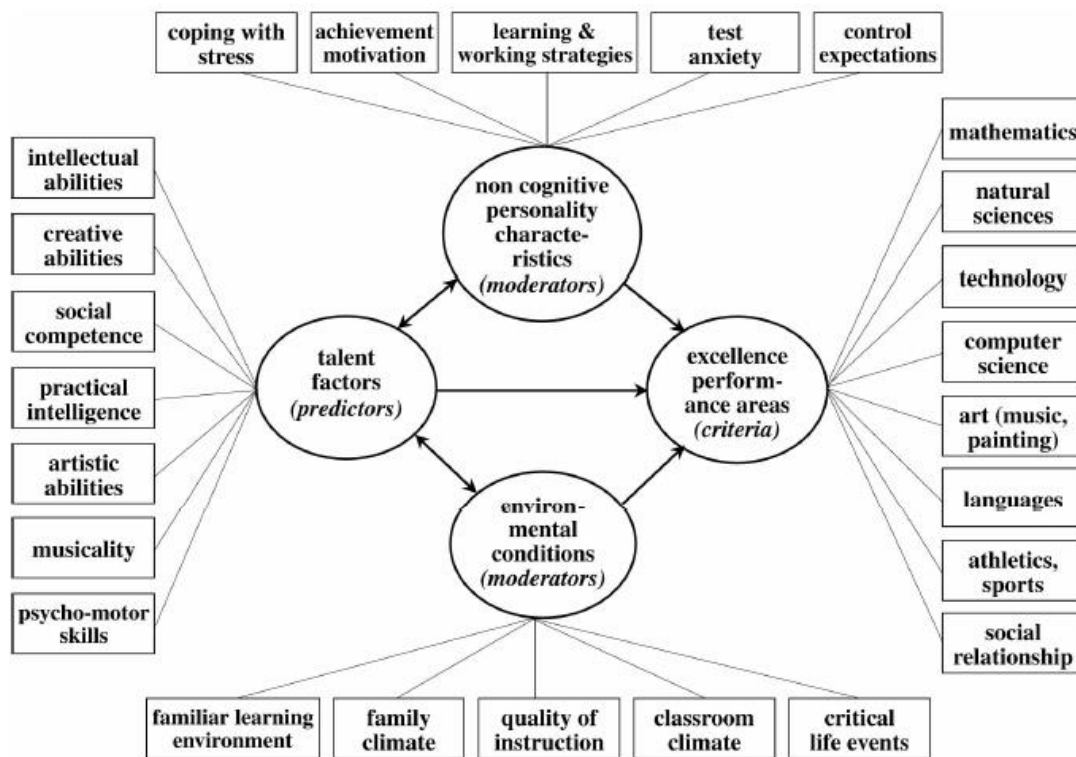 coping with
stress
achievement
motivation
learning &
working strategies
test
anxiety
control
expectations
intellectual
abilities
creative
abilities
social
competence
practical
intelligence
artistic
abilities
musicality
psycho-motor
skills
non cognitive
personality
characte-
ristics
(moderators)
talent
factors
(predictors)
excellence
perform-
ance areas
(criteria)
environ-
mental
conditions
(moderators)
mathematics
natural
sciences
technology
computer
science
art (music,
painting)
languages
athletics,
sports
social
relationship
familiar learning
environment
family
climate
quality of
instruction
classroom
climate
critical
life events